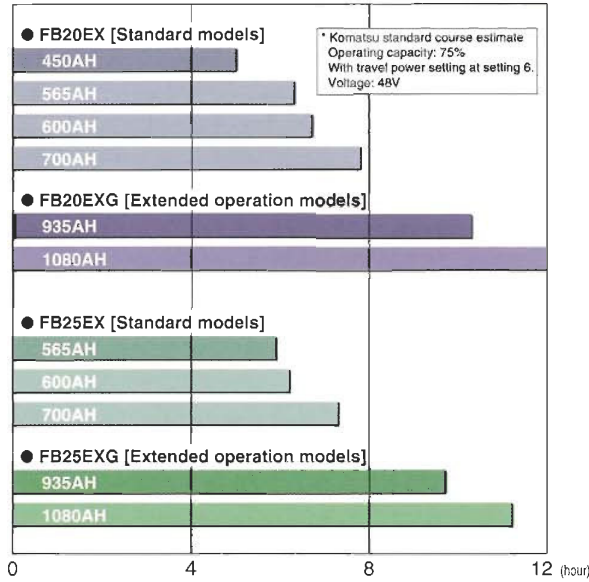 ● FB20EX [Standard models]
* Komatsu standard course estimate
Operating capacity: 75%
With travel power setting at setting 6.
Voltage: 48V
450AH
565AH
600AH
700AH
● FB20EXG [Extended operation models]
935AH
1080AH
● FB25EX [Standard models]
565AH
600AH
700AH
● FB25EXG [Extended operation models]
935AH
1080AH
0 4 8 12 (hour)